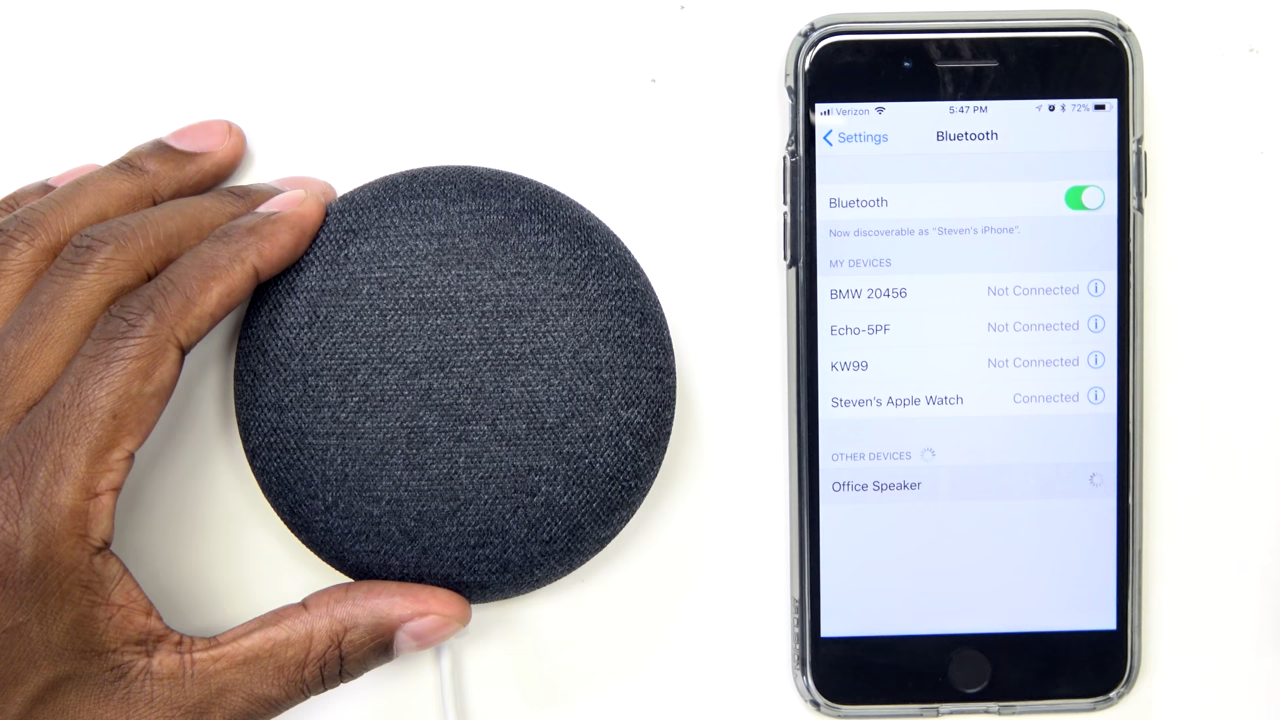 Verizon 5:47 PM 72%
Settings Bluetooth
Bluetooth
Now discoverable as “Steven's iPhone”.
MY DEVICES
BMW 20456 Not Connected
Echo-5PF Not Connected
KW99 Not Connected
Steven's Apple Watch Connected
OTHER DEVICES
Office Speaker